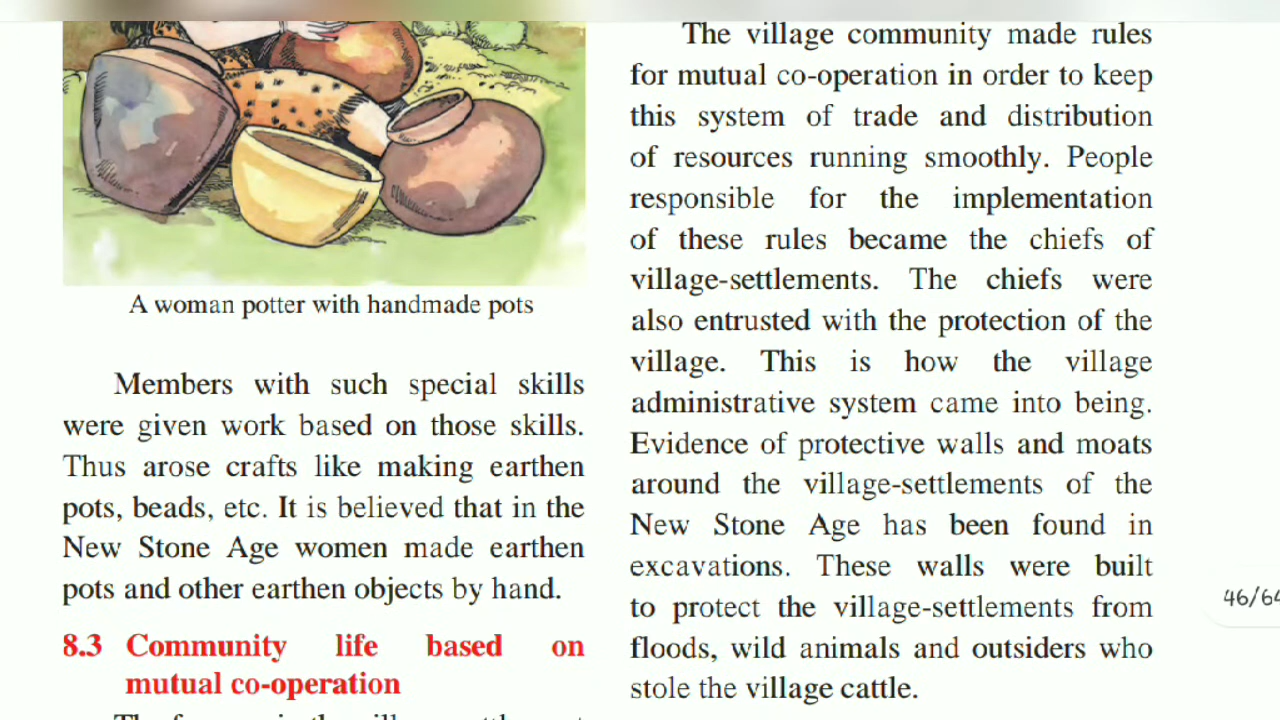 A woman potter with handmade pots
Members with such special skills
were given work based on those skills.
Thus arose crafts like making earthen
pots, beads, etc. It is believed that in the
New Stone Age women made earthen
pots and other earthen objects by hand.
8.3 Community life based on
mutual co-operation
The village community made rules
for mutual co-operation in order to keep
this system of trade and distribution
of resources running smoothly. People
responsible for the implementation
of these rules became the chiefs of
village-settlements. The chiefs were
also entrusted with the protection of the
village. This is how the village
administrative system came into being.
Evidence of protective walls and moats
around the village-settlements of the
New Stone Age has been found in
excavations. These walls were built
to protect the village-settlements from
floods, wild animals and outsiders who
stole the village cattle.
46/64